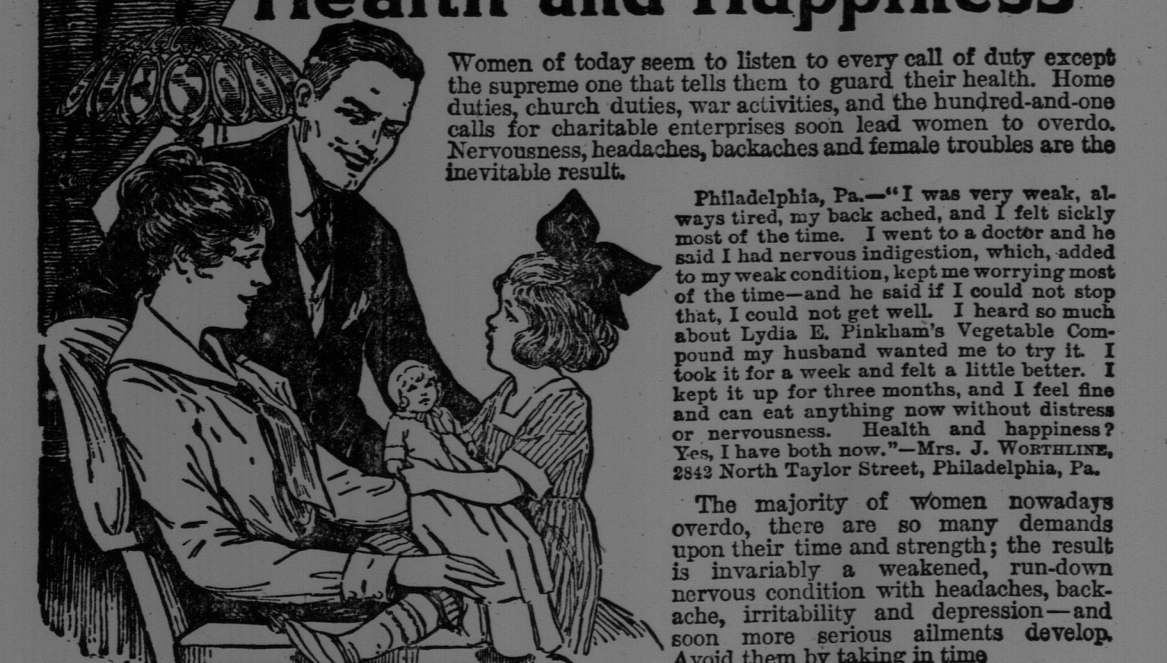 Health and Happiness
Women of today seem to listen to every call of duty except
the supreme one that tells them to guard their health. Home
duties, church duties, war activities, and the hundred-and-one
calls for charitable enterprises soon lead women to overdo.
Nervousness, headaches, backaches and female troubles are the
inevitable result.
Philadelphia, Pa.—“I was very weak, al-
ways tired, my back ached, and I felt sickly
most of the time. I went to a doctor and he
said I had nervous indigestion, which, added
to my weak condition, kept me worrying most
of the time—and he said if I could not stop
that, I could not get well. I heard so much
about Lydia E. Pinkham's Vegetable Com-
pound my husband wanted me to try it. I
took it for a week and felt a little better. I
kept it up for three months, and I feel fine
and can eat anything now without distress
or nervousness. Health and happiness?
Yes, I have both now.”—Mrs. J. WORTHLINE,
2842 North Taylor Street, Philadelphia, Pa.
The majority of women nowadays
overdo, there are so many demands
upon their time and strength; the result
is invariably a weakened, run-down
nervous condition with headaches, back-
ache, irritability and depression—and
soon more serious ailments develop.
Avoid them by taking in time